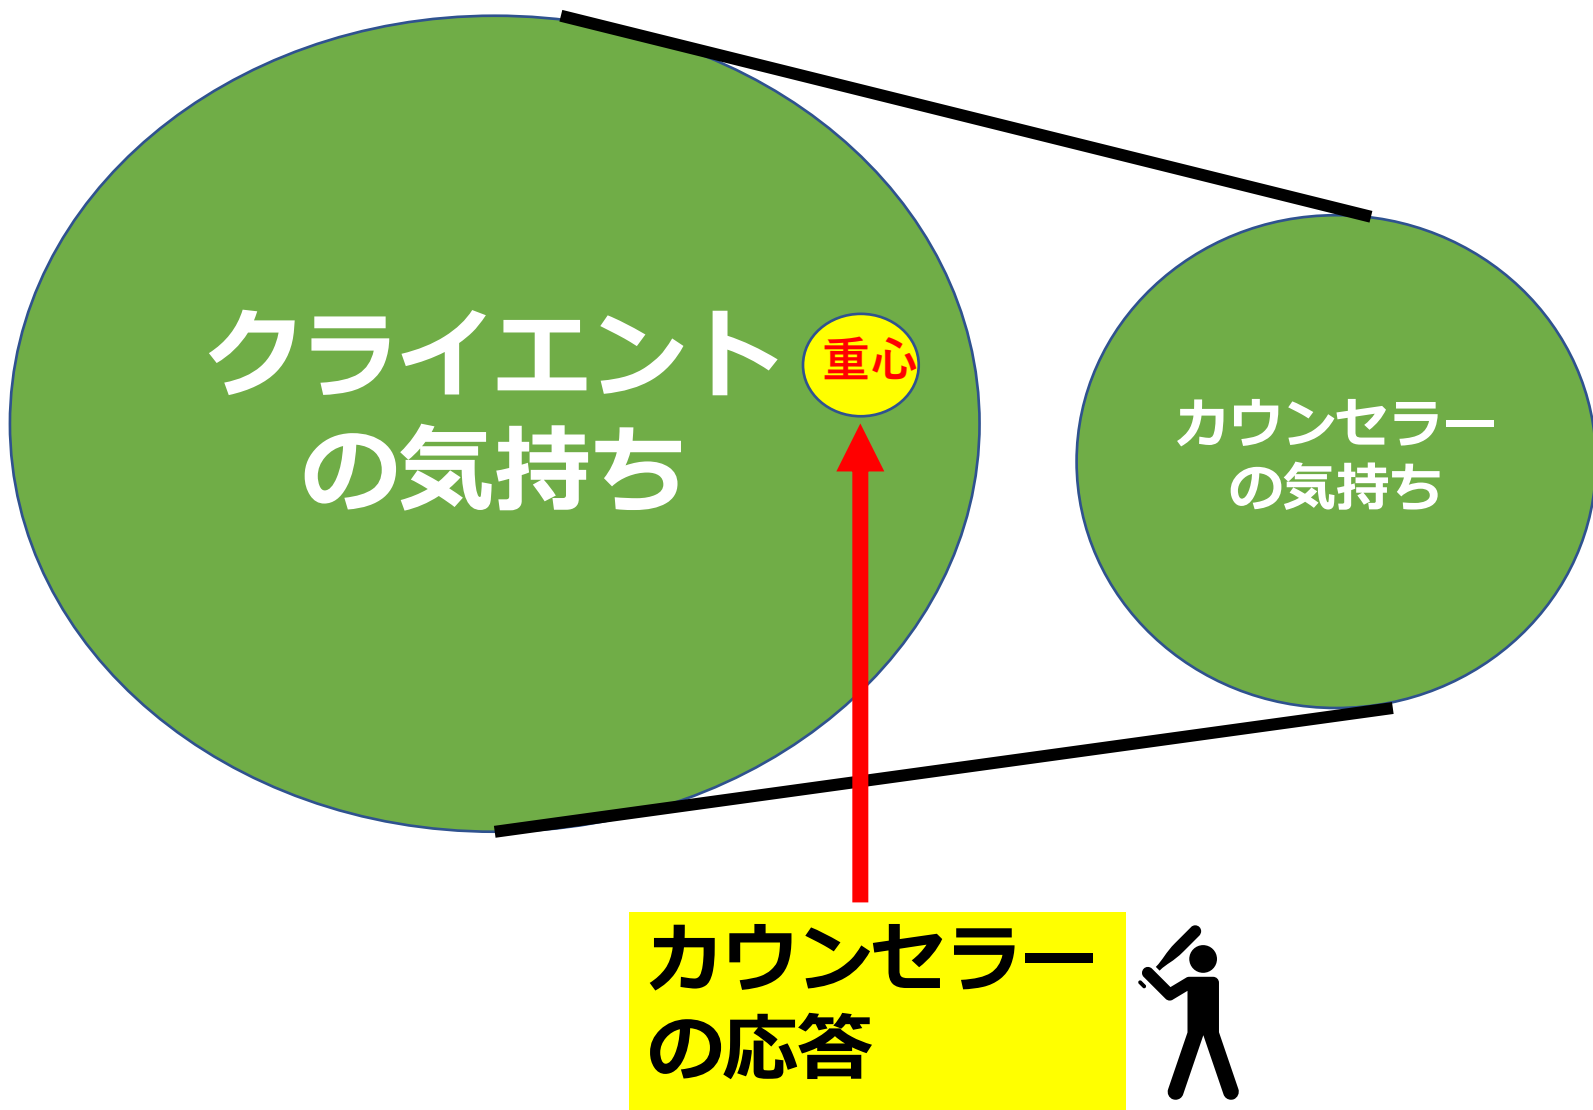 クライエント
の気持ち
重心
カウンセラー
の気持ち
カウンセラー
の応答